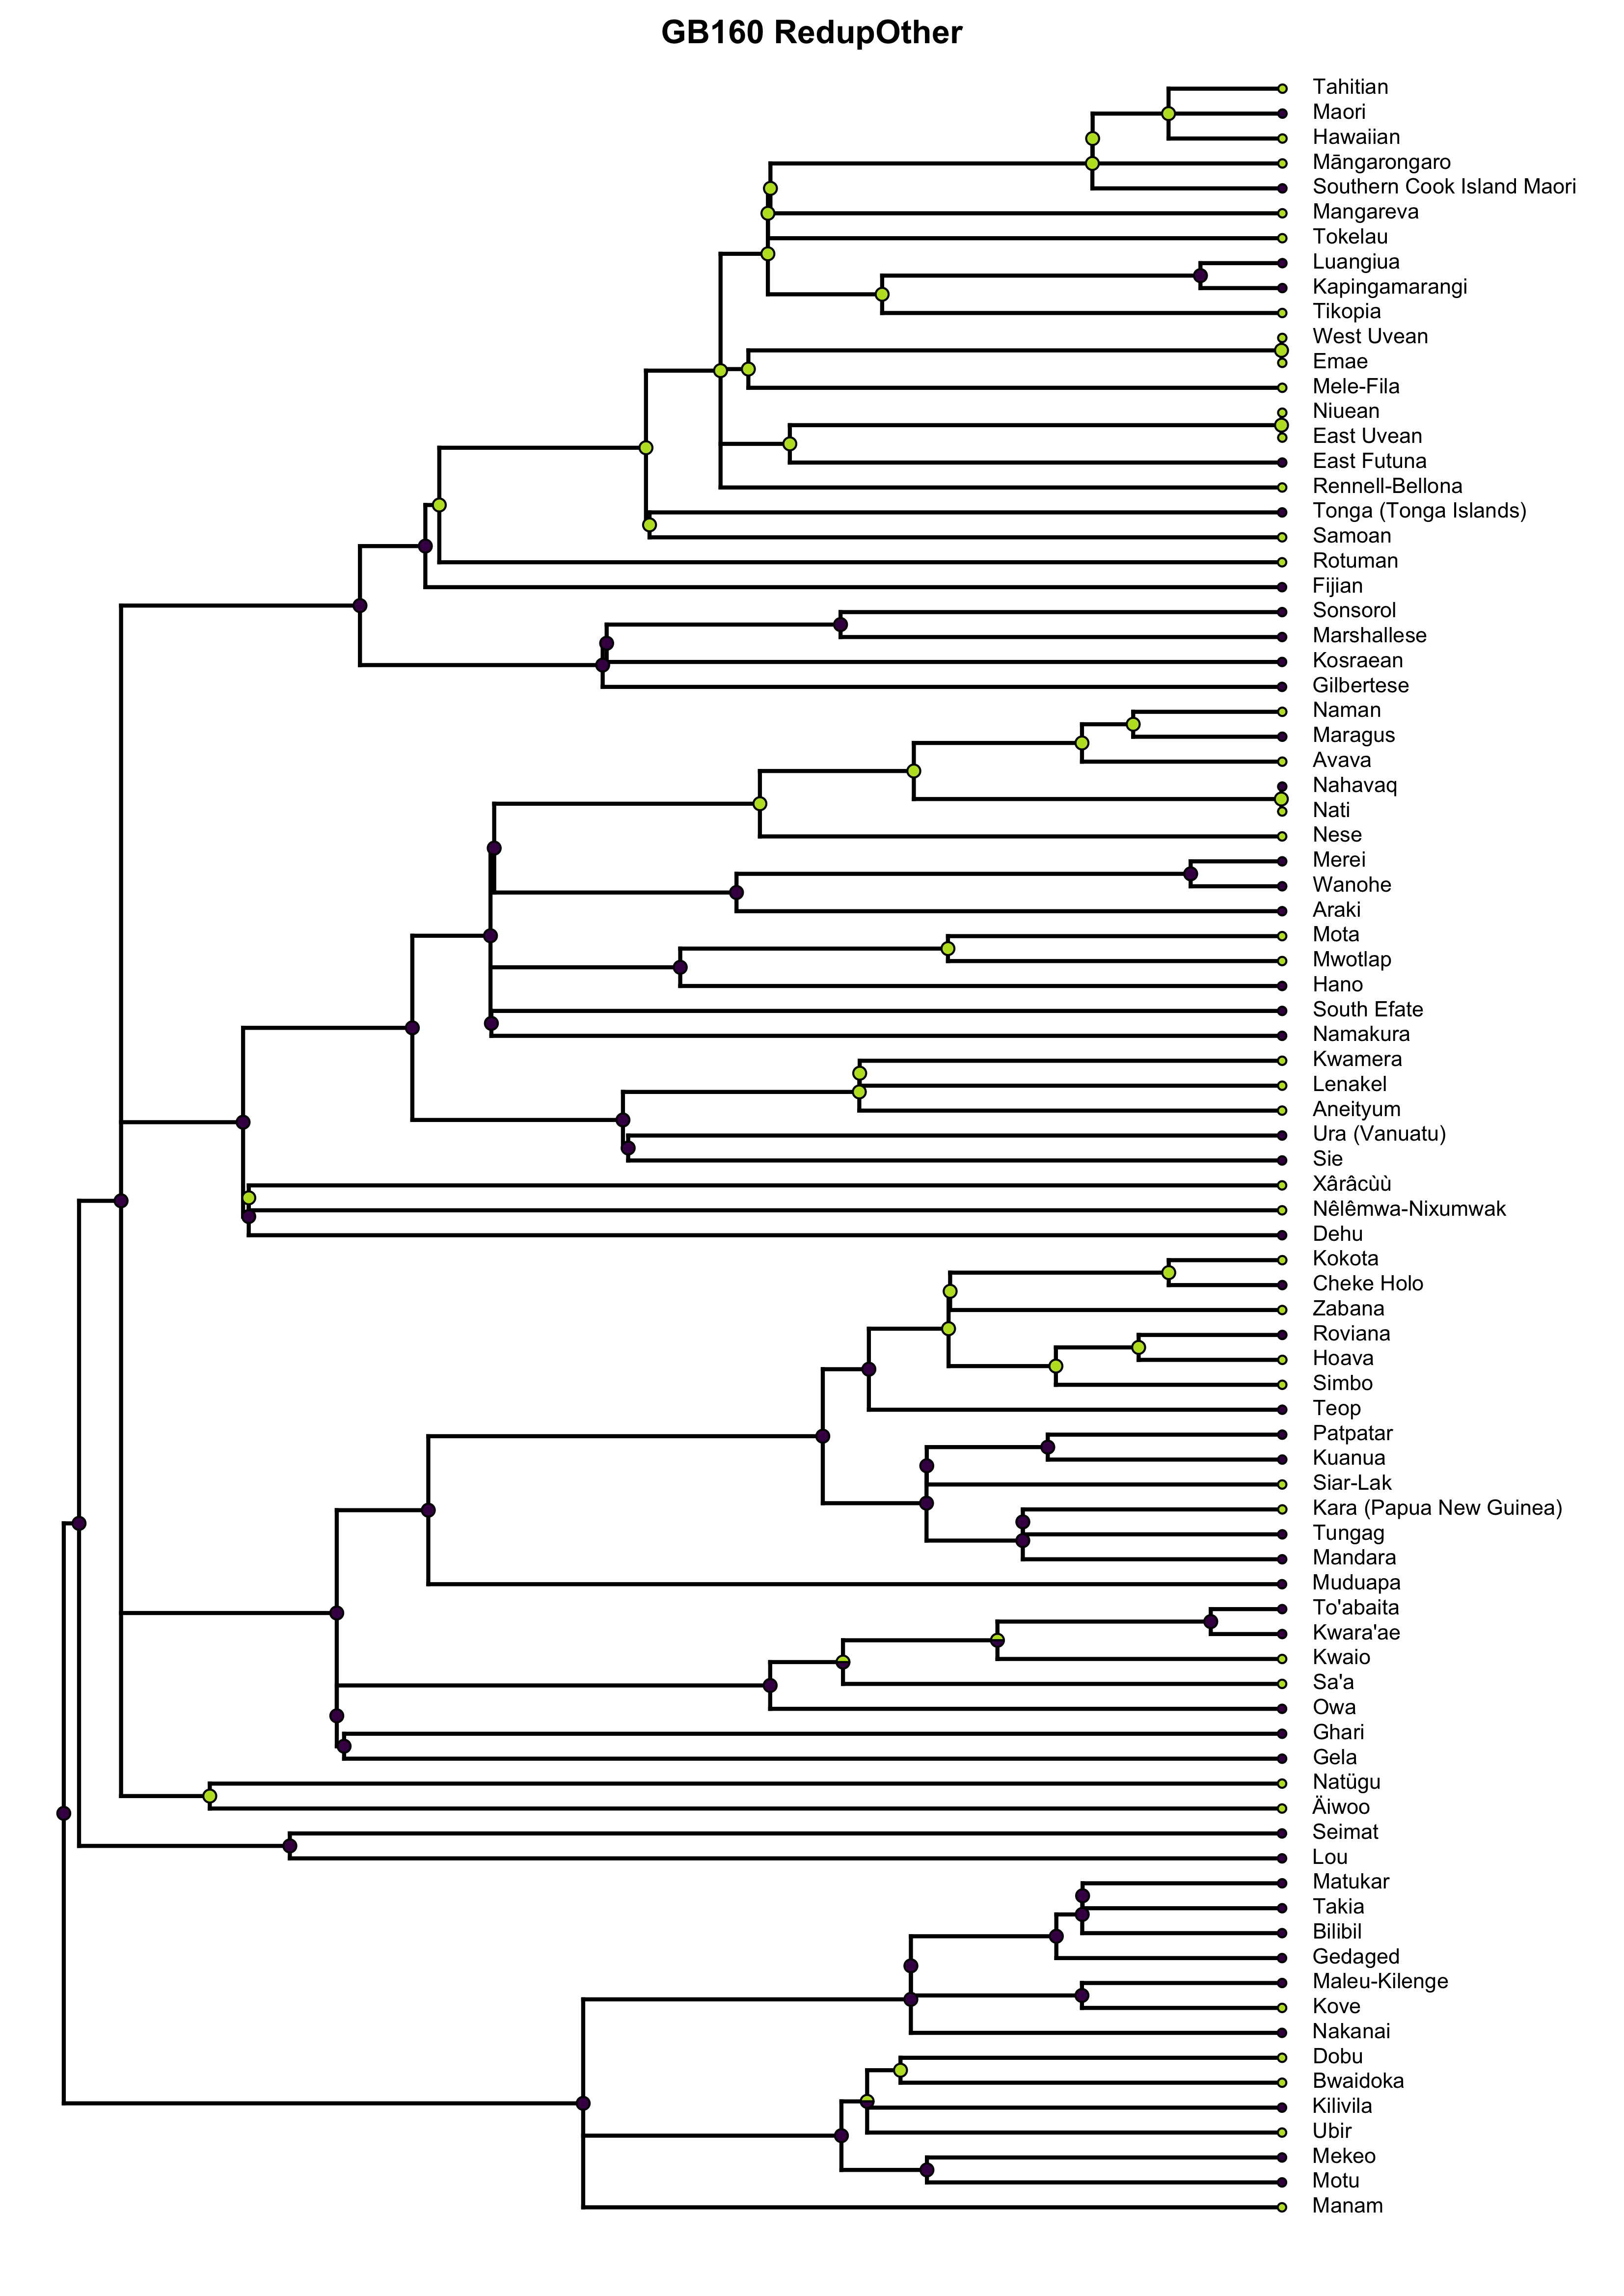 GB160 RedupOther
Tahitian
Maori
Hawaiian
Māngarongaro
Southern Cook Island Maori
Mangareva
Tokelau
Luangiua
Kapingamarangi
Tikopia
West Uvean
Emae
Mele-Fila
Niuean
East Uvean
East Futuna
Rennell-Bellona
Tonga (Tonga Islands)
Samoan
Rotuman
Fijian
Sonsorol
Marshallese
Kosraean
Gilbertese
Naman
Maragus
Avava
Nahavaq
Nati
Nese
Merei
Wanohe
Araki
Mota
Mwotlap
Hano
South Efate
Namakura
Kwamera
Lenakel
Aneityum
Ura (Vanuatu)
Sie
Xârâcùù
Nêlêmwa-Nixumwak
Dehu
Kokota
Cheke Holo
Zabana
Roviana
Hoava
Simbo
Teop
Patpatar
Kuanua
Siar-Lak
Kara (Papua New Guinea)
Tungag
Mandara
Muduapa
To'abaita
Kwara'ae
Kwaio
Sa'a
Owa
Ghari
Gela
Natügu
Äiwoo
Seimat
Lou
Matukar
Takia
Bilibil
Gedaged
Maleu-Kilenge
Kove
Nakanai
Dobu
Bwaidoka
Kilivila
Ubir
Mekeo
Motu
Manam